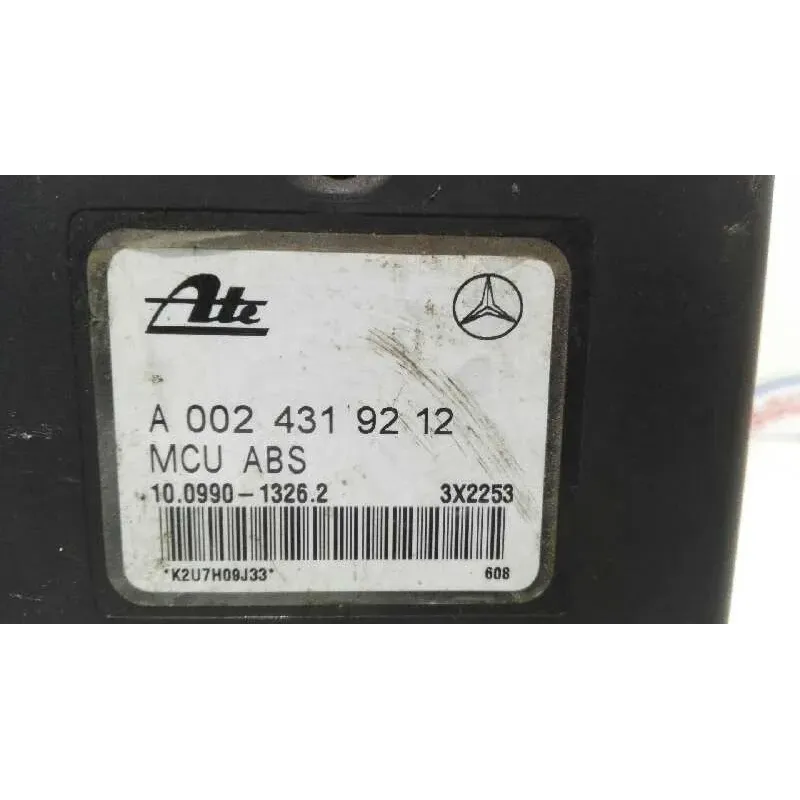 Ate
A 002 431 92 12
MCU ABS
10.0990-1326.2 3X2253
*K2U7H09J33* 608